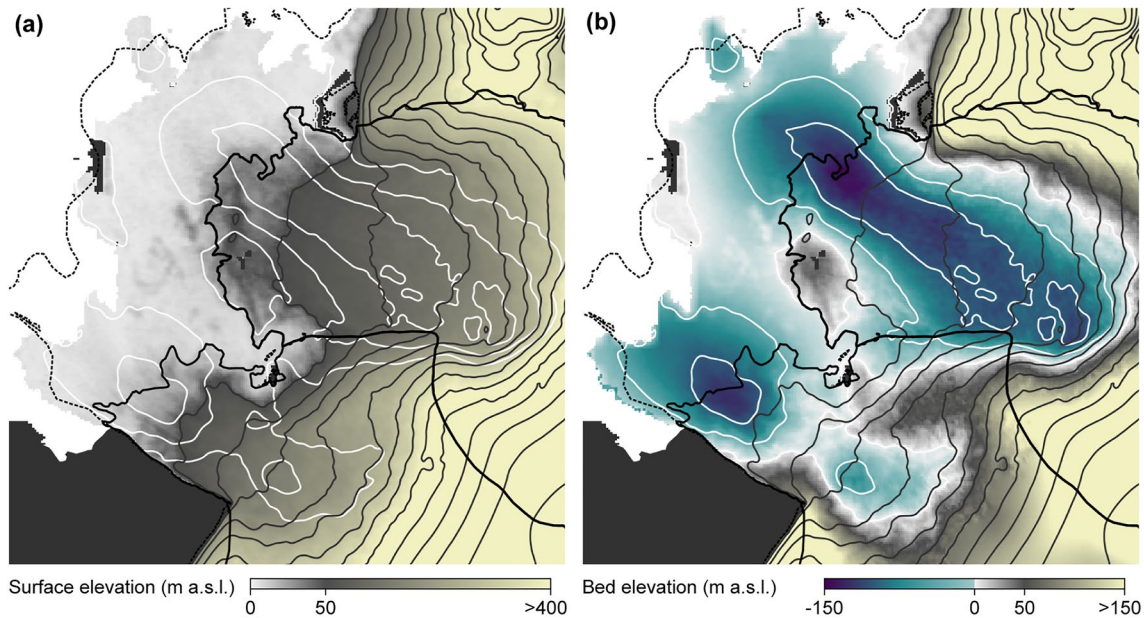 (a)
(b)
Surface elevation (m a.s.l.)
0 50 >400
Bed elevation (m a.s.l.)
-150 0 50 >150